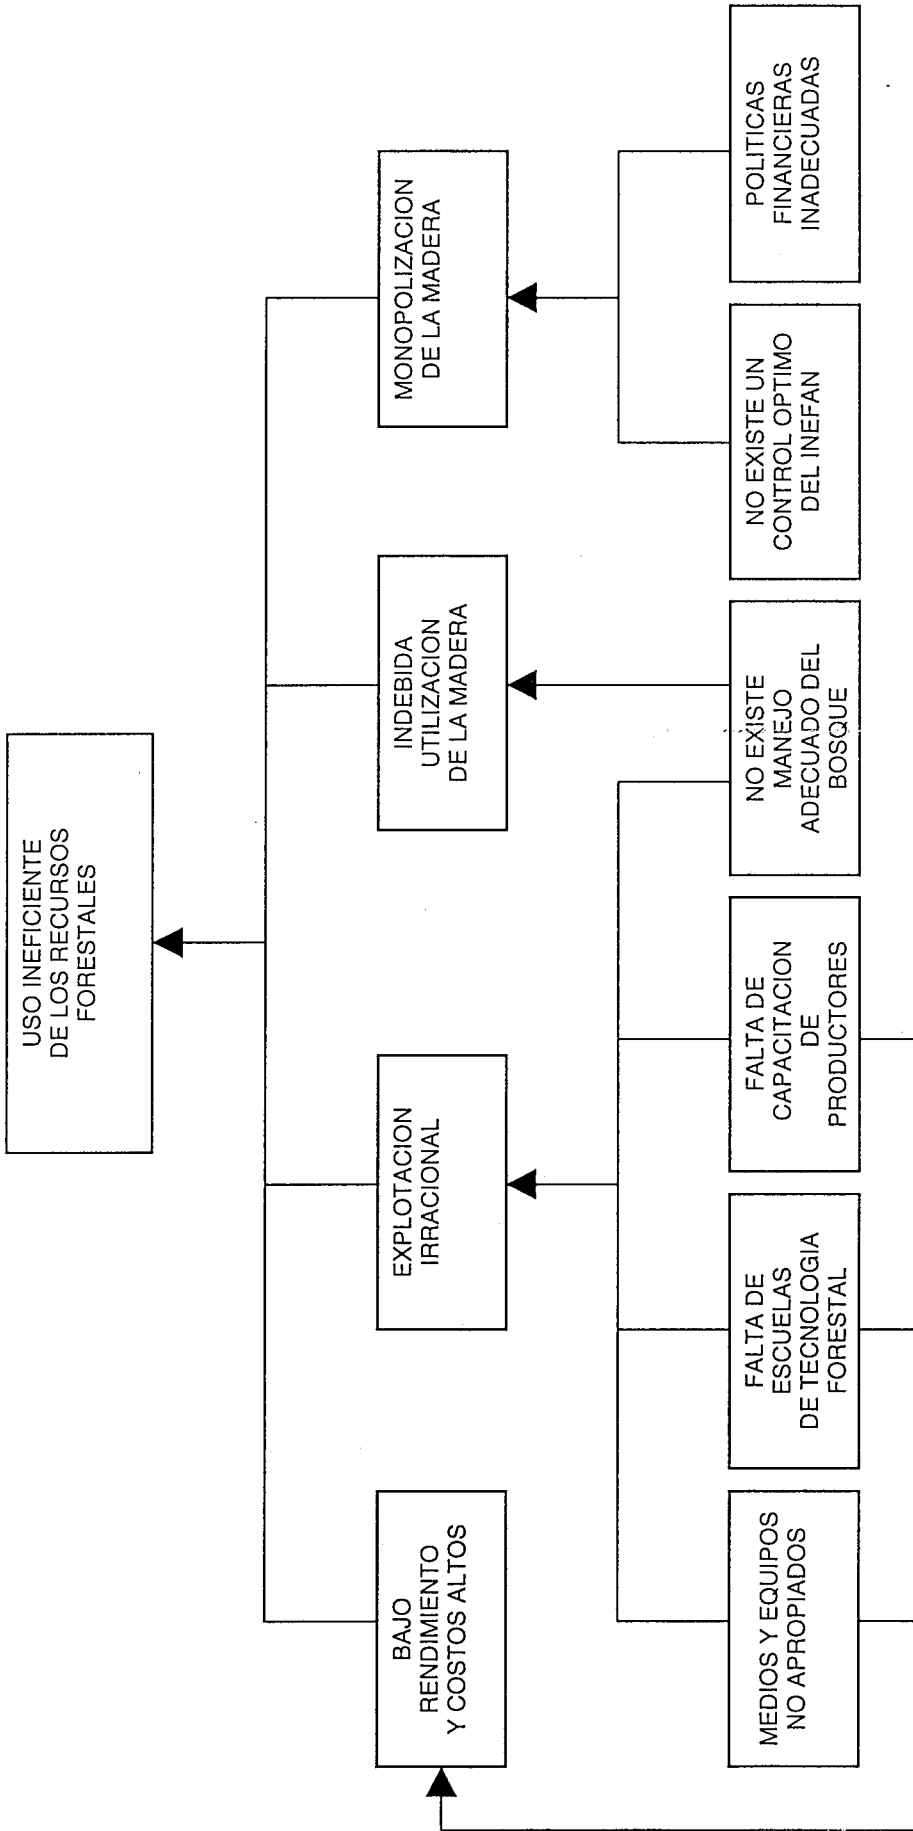 USO INEFICIENTE
DE LOS RECURSOS
FORESTALES
BAJO
RENDIMIENTO
Y COSTOS ALTOS
EXPLOTACION
IRRACIONAL
INDEBIDA
UTILIZACION
DE LA MADERA
MONOPOLIZACION
DE LA MADERA
MEDIOS Y EQUIPOS
NO APROPIADOS
FALTA DE
ESCUELAS
DE TECNOLOGIA
FORESTAL
FALTA DE
CAPACITACION
DE
PRODUCTORES
NO EXISTE
MANEJO
ADECUADO DEL
BOSQUE
NO EXISTE UN
CONTROL OPTIMO
DEL INEFAN
POLITICAS
FINANCIERAS
INADECUADAS